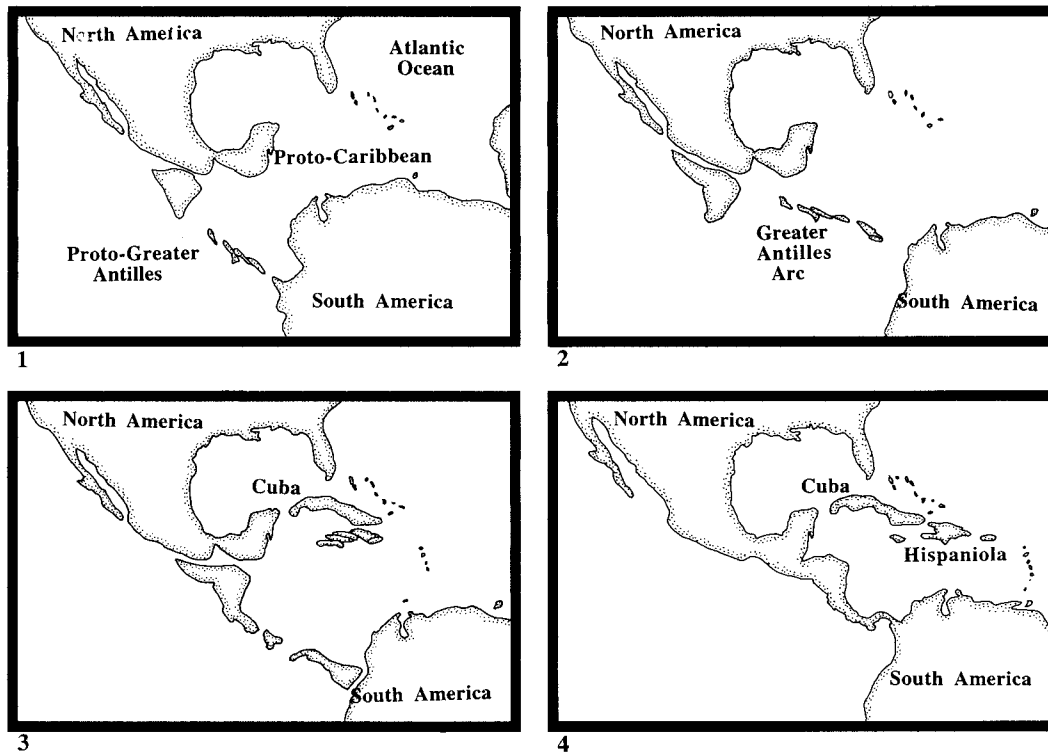 North America
Atlantic
Ocean
Proto-Caribbean
Proto-Greater
Antilles
South America
1
North America
Greater
Antilles
Arc
South America
2
North America
Cuba
South America
3
North America
Cuba
Hispaniola
South America
4